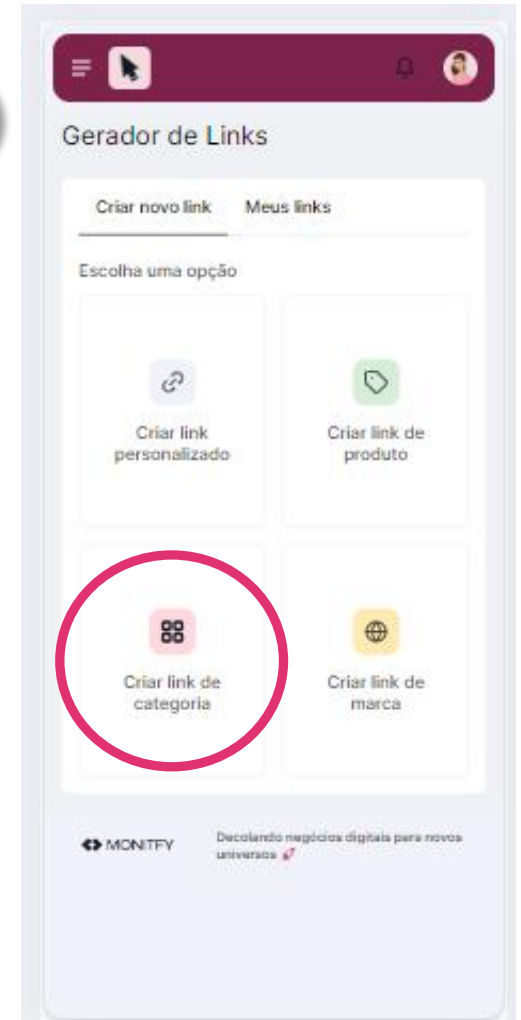 Gerador de Links
Criar novo link Meus links
Escolha uma opção
Criar link
personalizado
Criar link de
produto
Criar link de
categoria
Criar link de
marca
MONITFY
Decolando negócios digitais para novos
universos 🚀